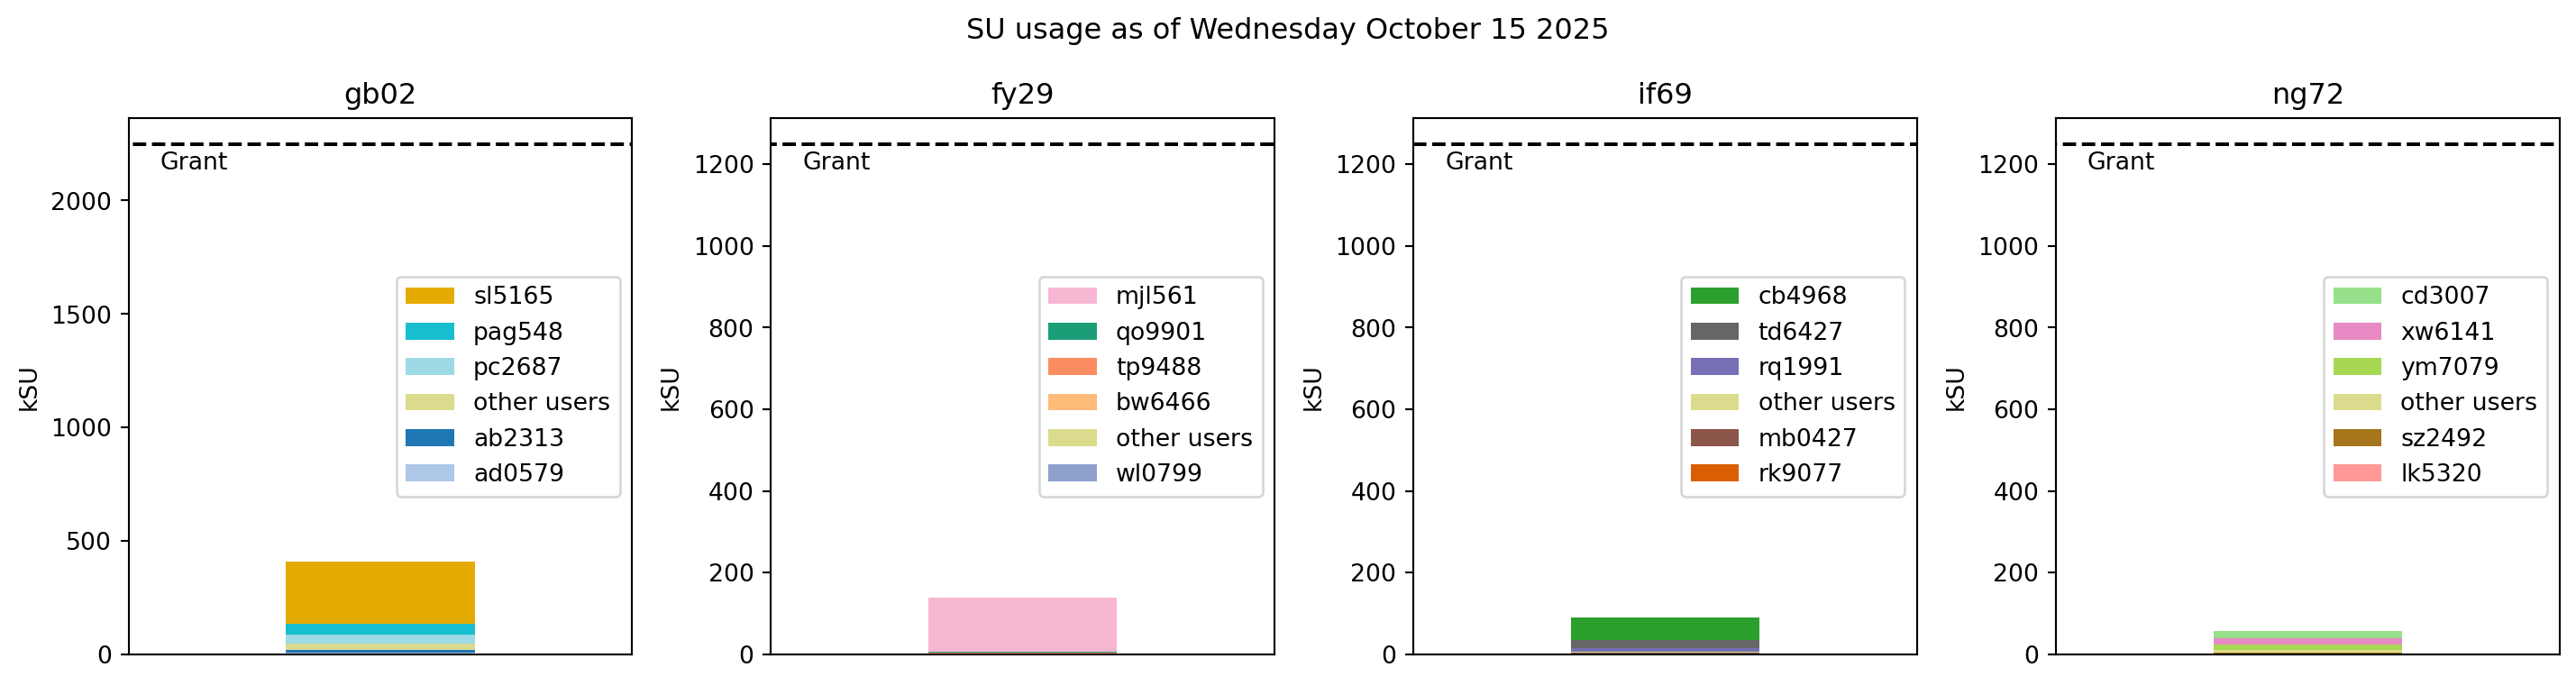 SU usage as of Wednesday October 15 2025
gb02
Grant
2000
1500
1000
500
0
kSU
sl5165
pag548
pc2687
other users
ab2313
ad0579
fy29
Grant
1200
1000
800
600
400
200
0
kSU
mjl561
qo9901
tp9488
bw6466
other users
wl0799
if69
Grant
1200
1000
800
600
400
200
0
kSU
cb4968
td6427
rq1991
other users
mb0427
rk9077
ng72
Grant
1200
1000
800
600
400
200
0
kSU
cd3007
xw6141
ym7079
other users
sz2492
lk5320